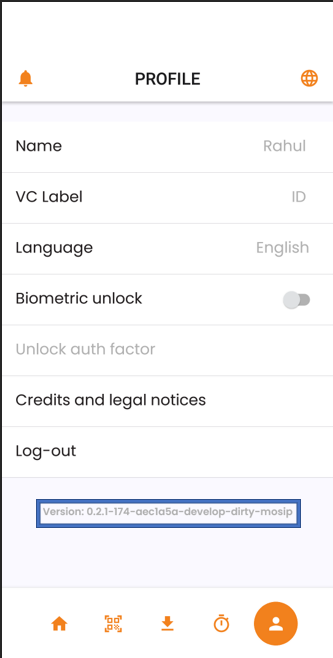 PROFILE
Name Rahul
VC Label ID
Language English
Biometric unlock
Unlock auth factor
Credits and legal notices
Log-out
Version: 0.2.1-174-aec1a5a-develop-dirty-mosip